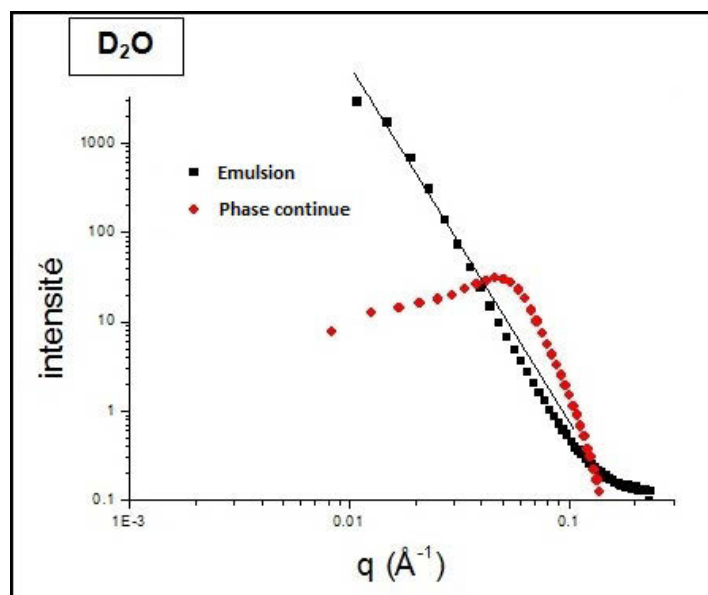 D₂O
1000
100
10
1
0.1
intensité
Emulsion
Phase continue
1E-3
0.01
0.1
q (Å⁻¹)